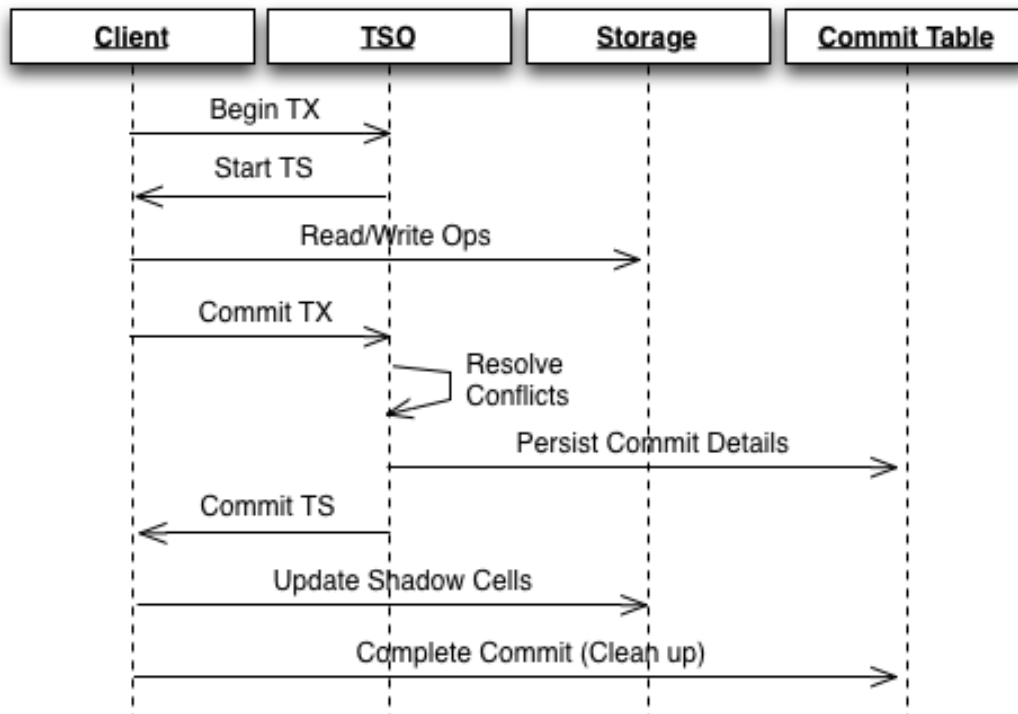 Client
TSO
Storage
Commit Table
Begin TX
Start TS
Read/Write Ops
Commit TX
Resolve
Conflicts
Persist Commit Details
Commit TS
Update Shadow Cells
Complete Commit (Clean up)